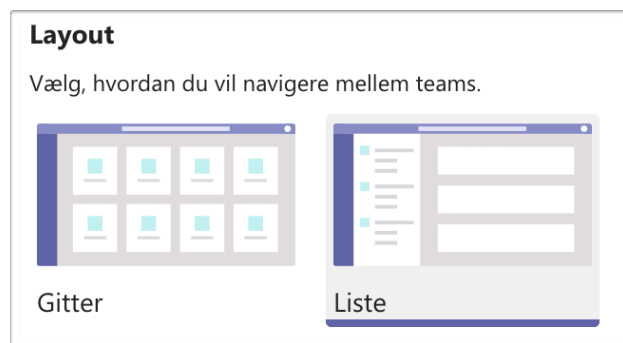 Layout
Vælg, hvordan du vil navigere mellem teams.
Gitter
Liste